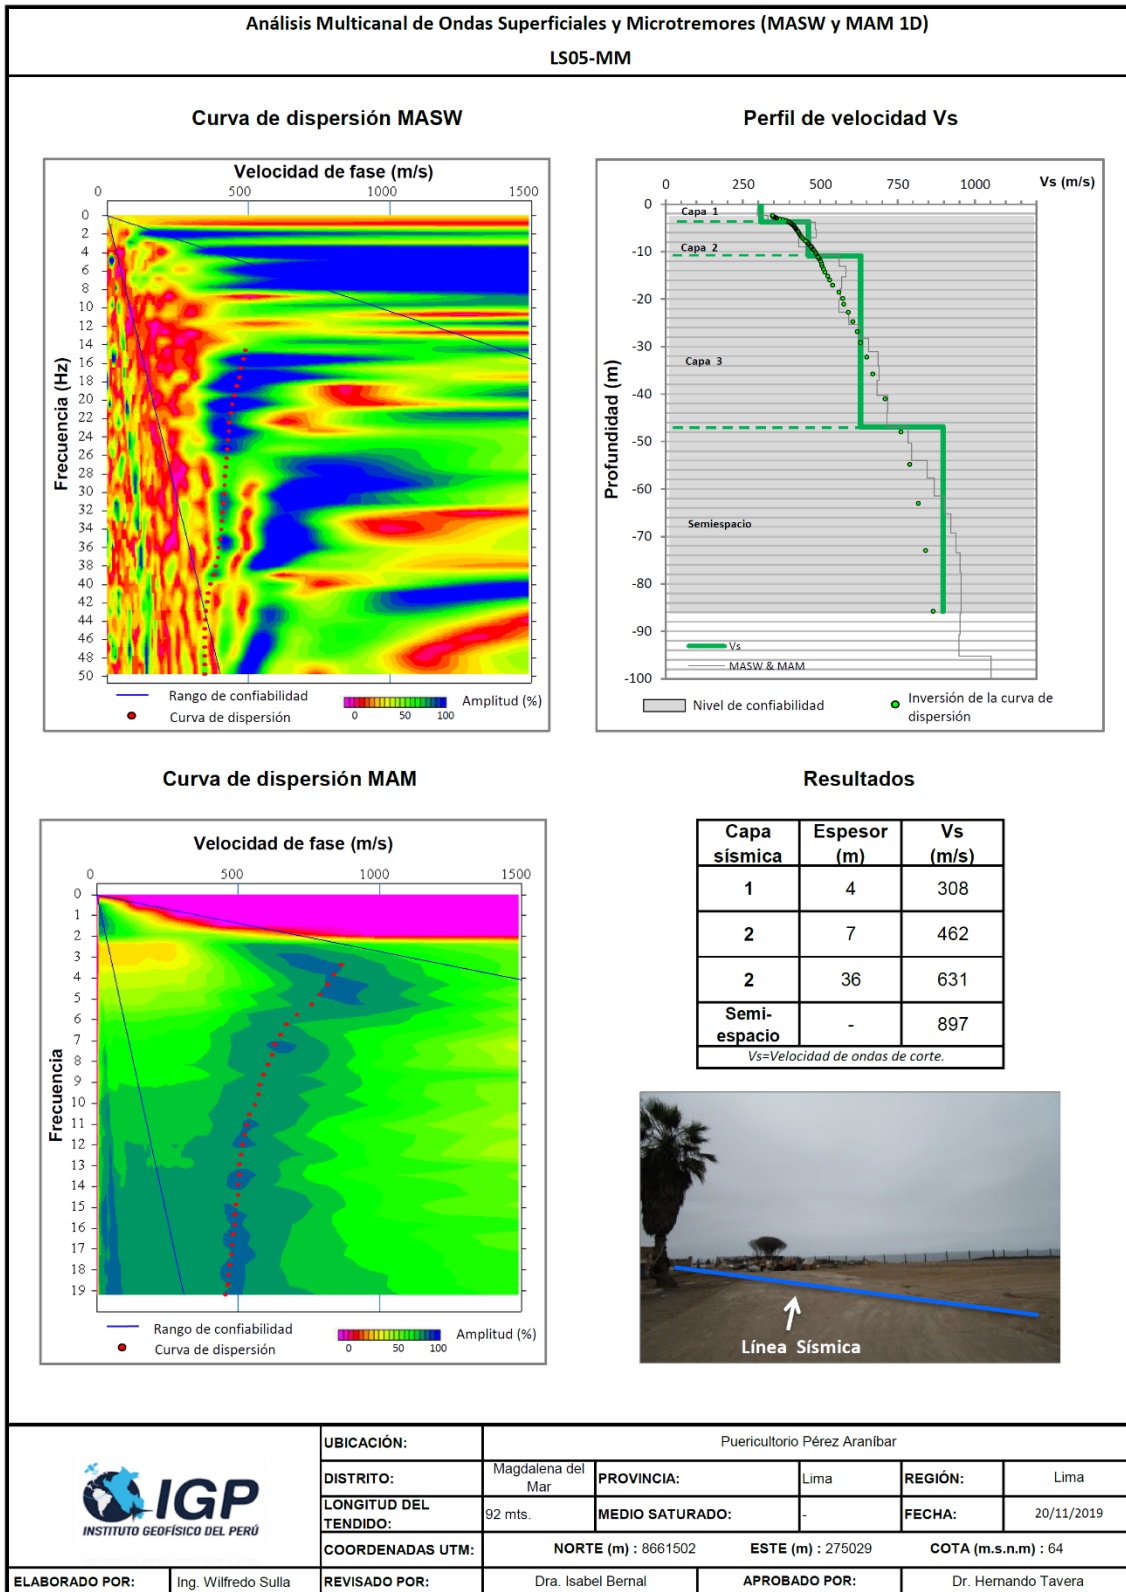 Análisis Multicanal de Ondas Superficiales y Microtremores (MASW y MAM 1D)
LS05-MM
Curva de dispersión MASW
Velocidad de fase (m/s)
0 500 1000 1500
Frecuencia (Hz)
0
2
4
6
8
10
12
14
16
18
20
22
24
26
28
30
32
34
36
38
40
42
44
46
48
50
Rango de confiabilidad
Curva de dispersión
0 50 100
Amplitud (%)
Perfil de velocidad Vs
0 250 500 750 1000 Vs (m/s)
Profundidad (m)
0
-10
-20
-30
-40
-50
-60
-70
-80
-90
-100
Capa 1
Capa 2
Capa 3
Semiespacio
Vs
MASW & MAM
Nivel de confiabilidad
Inversión de la curva de
dispersión
Curva de dispersión MAM
Velocidad de fase (m/s)
0 500 1000 1500
Frecuencia
0
1
2
3
4
5
6
7
8
9
10
11
12
13
14
15
16
17
18
19
Rango de confiabilidad
Curva de dispersión
0 50 100
Amplitud (%)
Resultados
Capa sísmica Espesor (m) Vs (m/s)
1 4 308
2 7 462
2 36 631
Semi-espacio - 897
Vs=Velocidad de ondas de corte.
Línea Sísmica
IGP
INSTITUTO GEOFÍSICO DEL PERÚ
UBICACIÓN: Puericultorio Pérez Araníbar
DISTRITO: Magdalena del Mar PROVINCIA: Lima REGIÓN: Lima
LONGITUD DEL TENDIDO: 92 mts. MEDIO SATURADO: - FECHA: 20/11/2019
COORDENADAS UTM: NORTE (m) : 8661502 ESTE (m) : 275029 COTA (m.s.n.m) : 64
ELABORADO POR: Ing. Wilfredo Sulla REVISADO POR: Dra. Isabel Bernal APROBADO POR: Dr. Hernando Tavera